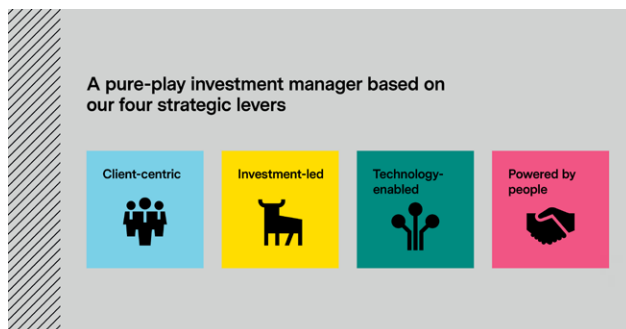 A pure-play investment manager based on
our four strategic levers
Client-centric
Investment-led
Technology-
enabled
Powered by
people